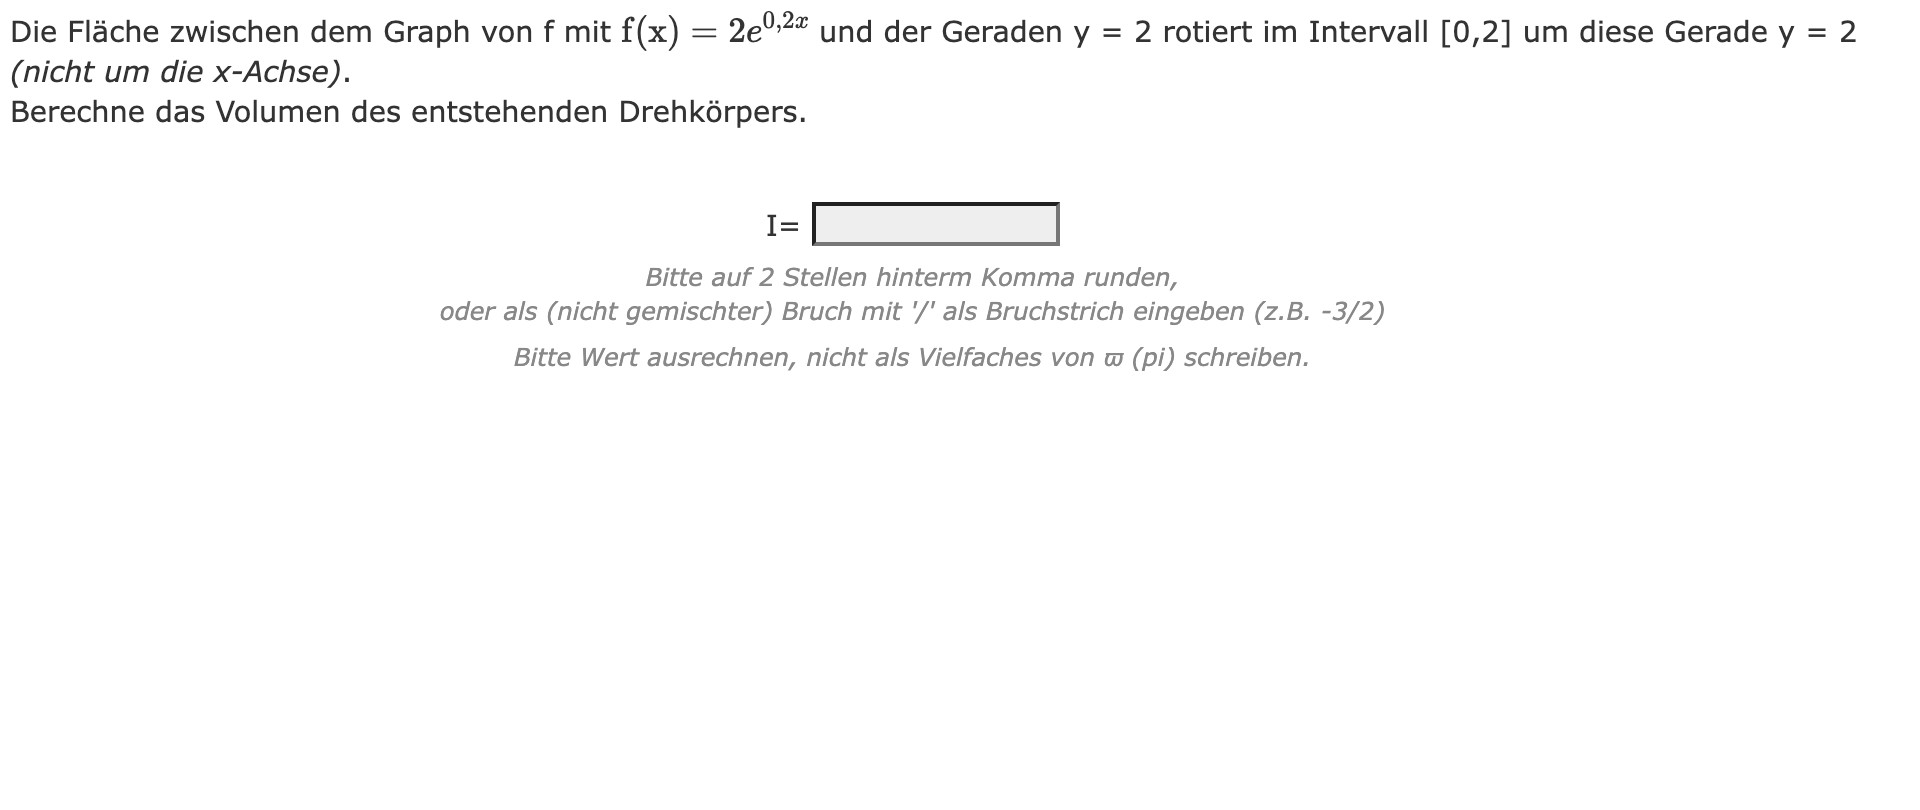 Die Fläche zwischen dem Graph von f mit f(x) = 2e^{0,2x} und der Geraden y = 2 rotiert im Intervall [0,2] um diese Gerade y = 2
(nicht um die x-Achse).
Berechne das Volumen des entstehenden Drehkörpers.
I=
Bitte auf 2 Stellen hinterm Komma runden,
oder als (nicht gemischter) Bruch mit '/' als Bruchstrich eingeben (z.B. -3/2)
Bitte Wert ausrechnen, nicht als Vielfaches von ϖ (pi) schreiben.